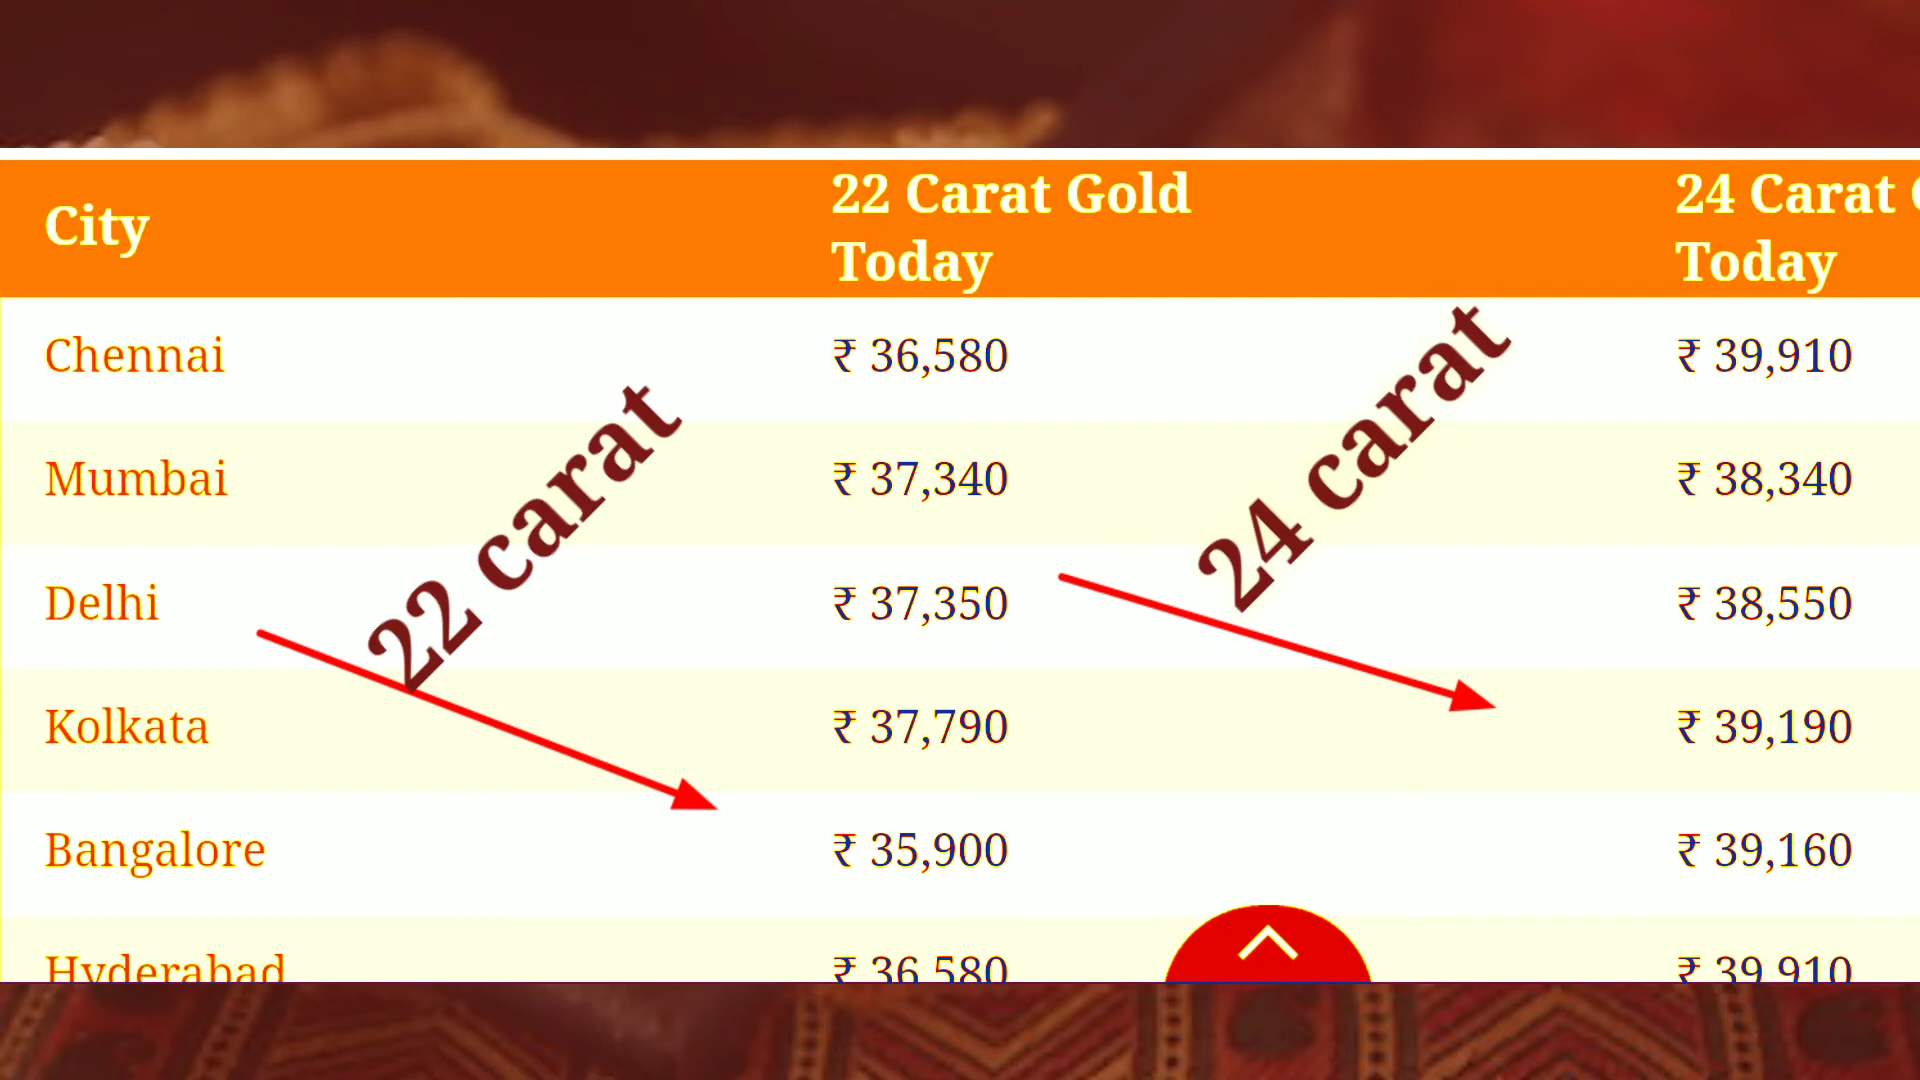 City
22 Carat Gold Today
24 Carat
Today
Chennai
₹ 36,580
₹ 39,910
Mumbai
₹ 37,340
₹ 38,340
Delhi
₹ 37,350
₹ 38,550
Kolkata
₹ 37,790
₹ 39,190
Bangalore
₹ 35,900
₹ 39,160
Hyderabad
₹ 36,580
₹ 39,910
22 carat
24 carat